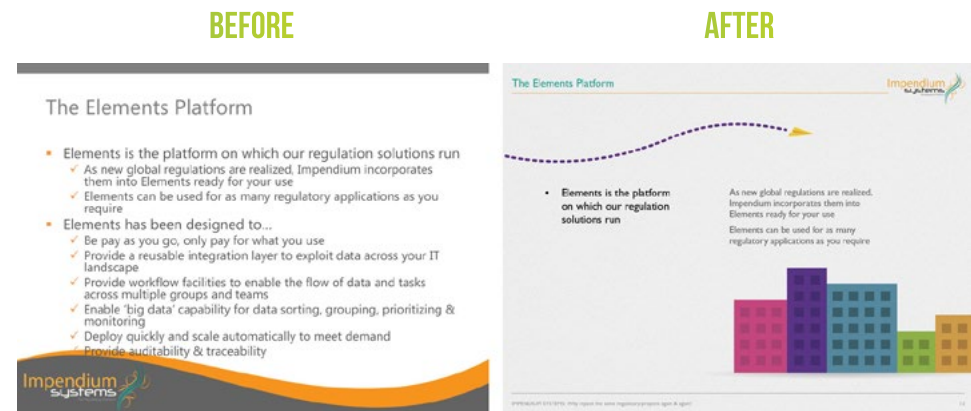 BEFORE
AFTER
The Elements Platform
Elements is the platform on which our regulation solutions run
As new global regulations are realized, Impendium incorporates
them into Elements ready for your use
Elements can be used for as many regulatory applications as you
require
Elements has been designed to...
Be pay as you go, only pay for what you use
Provide a reusable integration layer to exploit data across your IT
landscape
Provide workflow facilities to enable the flow of data and tasks
across multiple groups and teams
Enable 'big data' capability for data sorting, grouping, prioritizing &
monitoring
Deploy quickly and scale automatically to meet demand
Provide auditability & traceability
Impendium
systems
The Elements Platform
Impendium
systems
Elements is the platform
on which our regulation
solutions run
As new global regulations are realized,
Impendium incorporates them into
Elements ready for your use
Elements can be used for as many
regulatory applications as you require
IMPENDIUM SYSTEMS